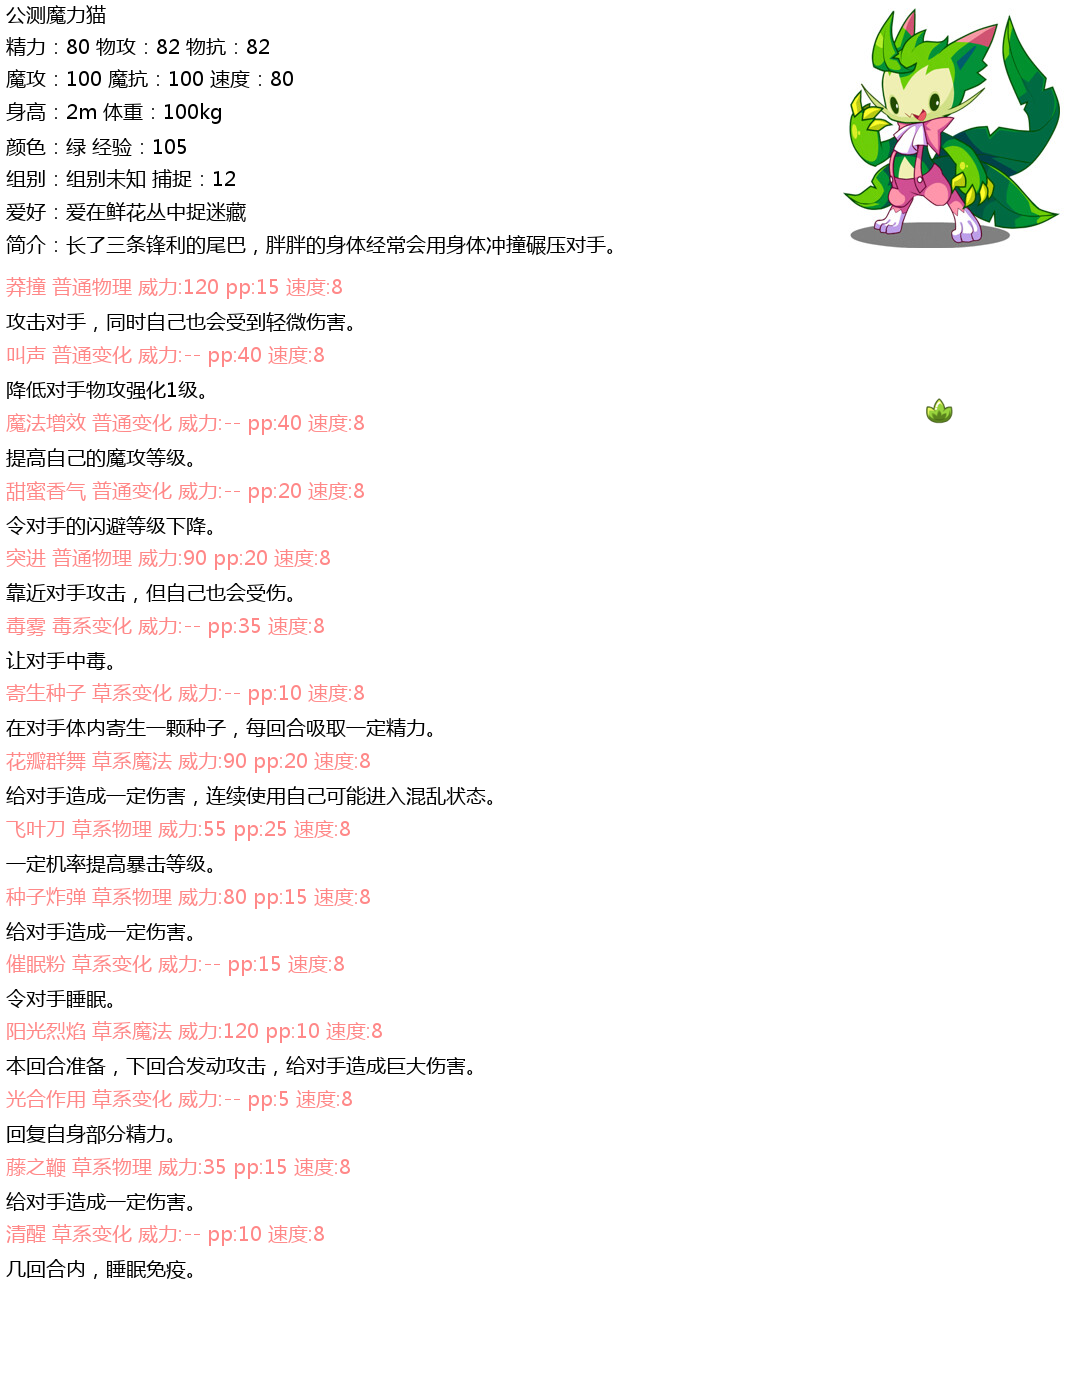 公测魔力猫
精力：80 物攻：82 物抗：82
魔攻：100 魔抗：100 速度：80
身高：2m 体重：100kg
颜色：绿 经验：105
组别：组别未知 捕捉：12
爱好：爱在鲜花丛中捉迷藏
简介：长了三条锋利的尾巴，胖胖的身体经常会用身体冲撞碾压对手。
莽撞 普通物理 威力:120 pp:15 速度:8
攻击对手，同时自己也会受到轻微伤害。
叫声 普通变化 威力:-- pp:40 速度:8
降低对手物攻强化1级。
魔法增效 普通变化 威力:-- pp:40 速度:8
提高自己的魔攻等级。
甜蜜香气 普通变化 威力:-- pp:20 速度:8
令对手的闪避等级下降。
突进 普通物理 威力:90 pp:20 速度:8
靠近对手攻击，但自己也会受伤。
毒雾 毒系变化 威力:-- pp:35 速度:8
让对手中毒。
寄生种子 草系变化 威力:-- pp:10 速度:8
在对手体内寄生一颗种子，每回合吸取一定精力。
花瓣群舞 草系魔法 威力:90 pp:20 速度:8
给对手造成一定伤害，连续使用自己可能进入混乱状态。
飞叶刀 草系物理 威力:55 pp:25 速度:8
一定机率提高暴击等级。
种子炸弹 草系物理 威力:80 pp:15 速度:8
给对手造成一定伤害。
催眠粉 草系变化 威力:-- pp:15 速度:8
令对手睡眠。
阳光烈焰 草系魔法 威力:120 pp:10 速度:8
本回合准备，下回合发动攻击，给对手造成巨大伤害。
光合作用 草系变化 威力:-- pp:5 速度:8
回复自身部分精力。
藤之鞭 草系物理 威力:35 pp:15 速度:8
给对手造成一定伤害。
清醒 草系变化 威力:-- pp:10 速度:8
几回合内，睡眠免疫。